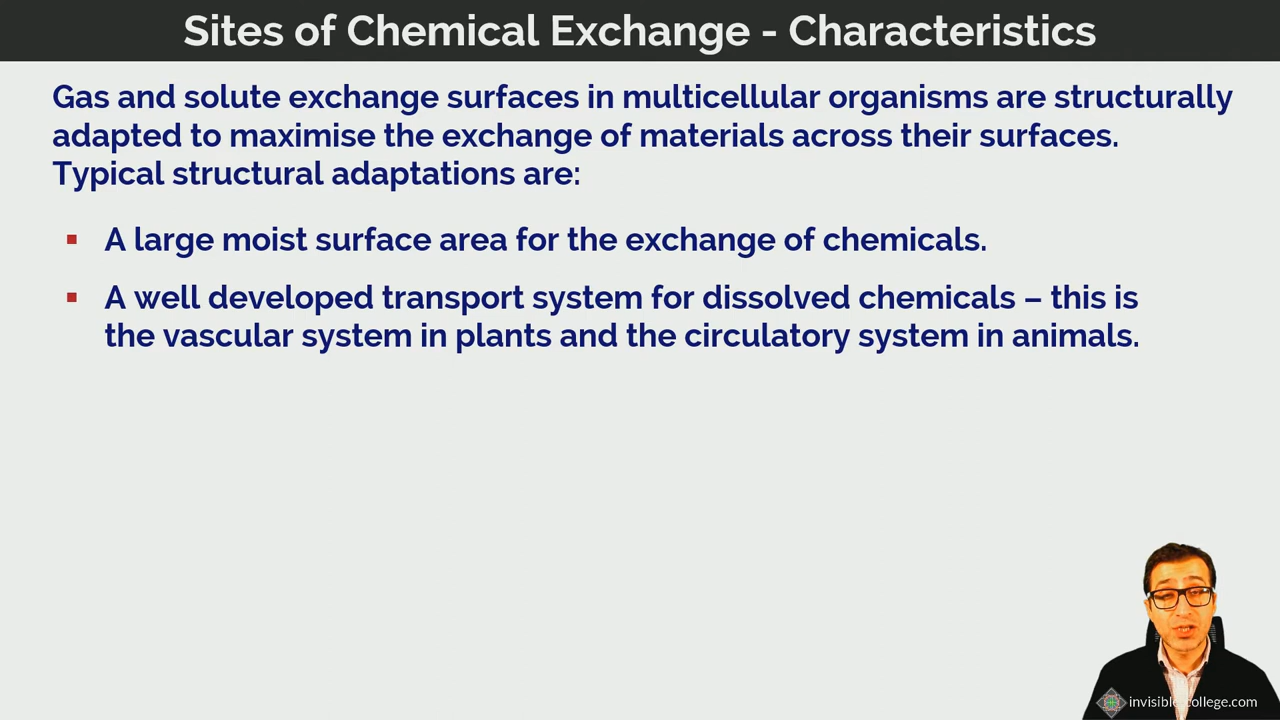 Sites of Chemical Exchange - Characteristics
Gas and solute exchange surfaces in multicellular organisms are structurally
adapted to maximise the exchange of materials across their surfaces.
Typical structural adaptations are:
▪ A large moist surface area for the exchange of chemicals.
▪ A well developed transport system for dissolved chemicals – this is
the vascular system in plants and the circulatory system in animals.
invisiblecollege.com